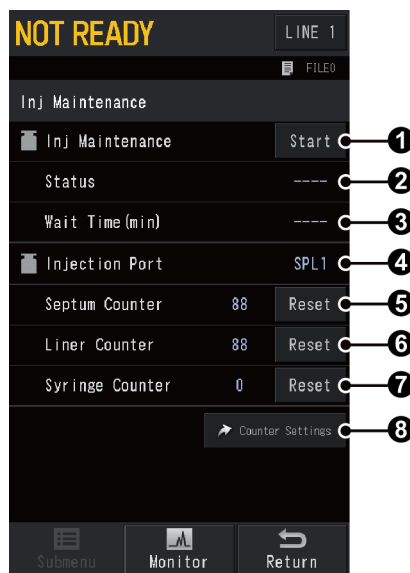 NOT READY LINE 1
FILE0
Inj Maintenance
Inj Maintenance Start 1
Status ---- 2
Wait Time(min) ---- 3
Injection Port SPL1 4
Septum Counter 88 Reset 5
Liner Counter 88 Reset 6
Syringe Counter 0 Reset 7
Counter Settings 8
Submenu Monitor Return